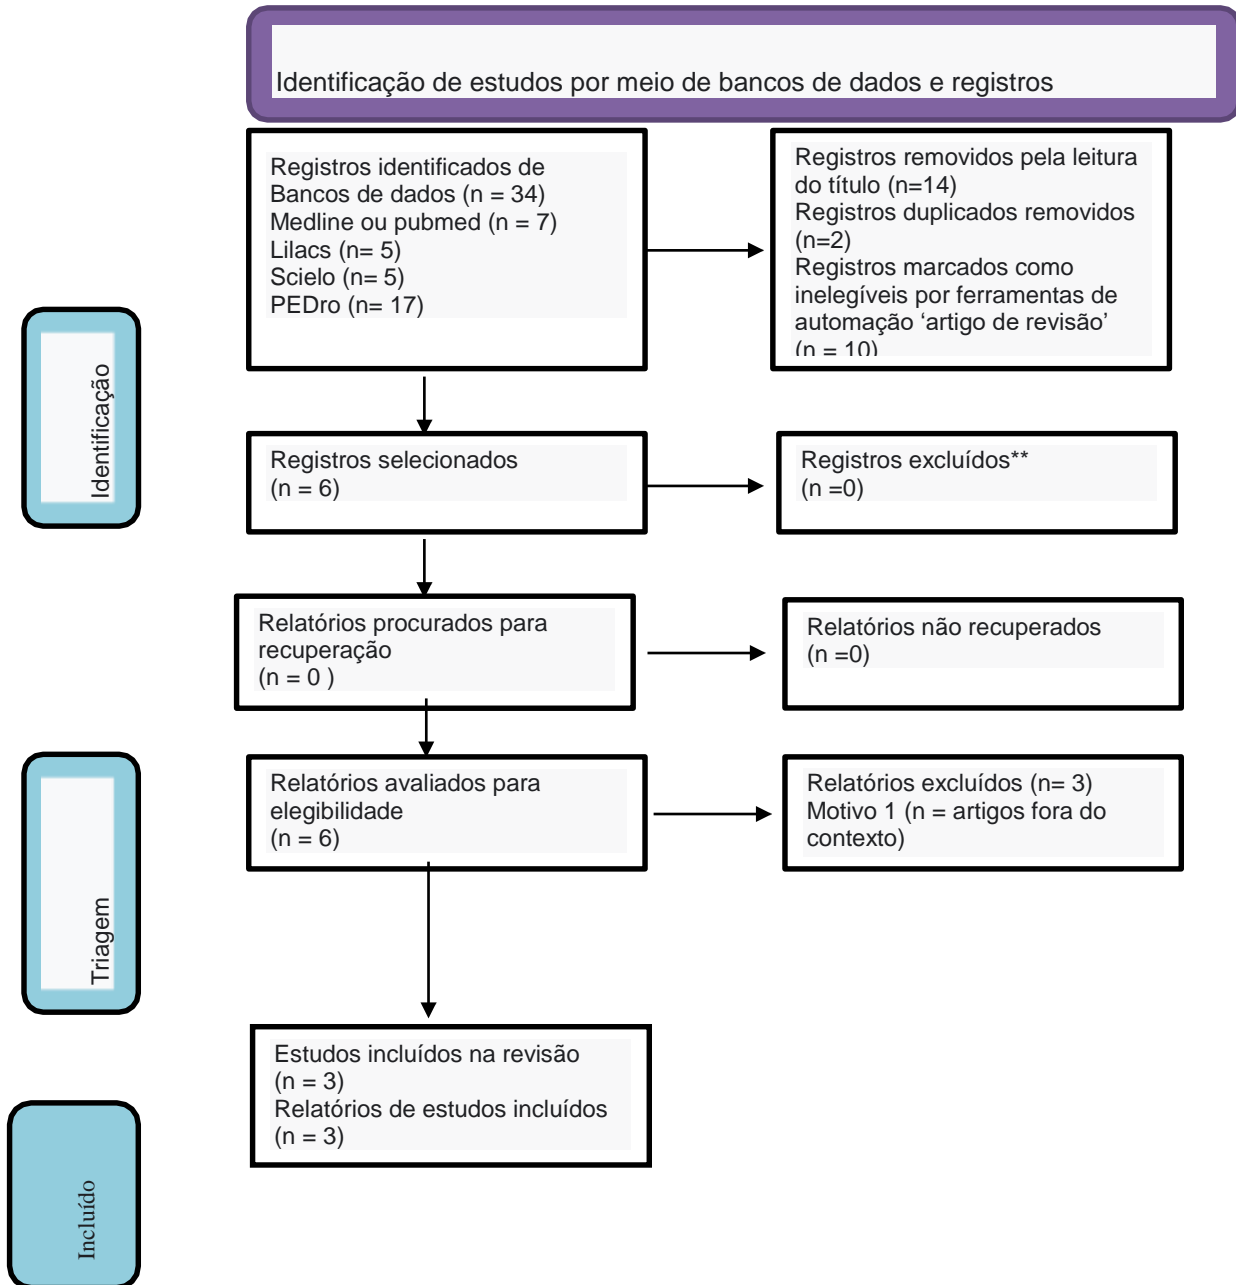 Identificação de estudos por meio de bancos de dados e registros
Registros identificados de
Bancos de dados (n = 34)
Medline ou pubmed (n = 7)
Lilacs (n= 5)
Scielo (n= 5)
PEDro (n= 17)
Registros removidos pela leitura
do título (n=14)
Registros duplicados removidos
(n=2)
Registros marcados como
inelegíveis por ferramentas de
automação ‘artigo de revisão’
(n = 10)
Identificação
Registros selecionados
(n = 6)
Registros excluídos**
(n =0)
Relatórios procurados para
recuperação
(n = 0 )
Relatórios não recuperados
(n =0)
Triagem
Relatórios avaliados para
elegibilidade
(n = 6)
Relatórios excluídos (n= 3)
Motivo 1 (n = artigos fora do
contexto)
Estudos incluídos na revisão
(n = 3)
Relatórios de estudos incluídos
(n = 3)
Incluído